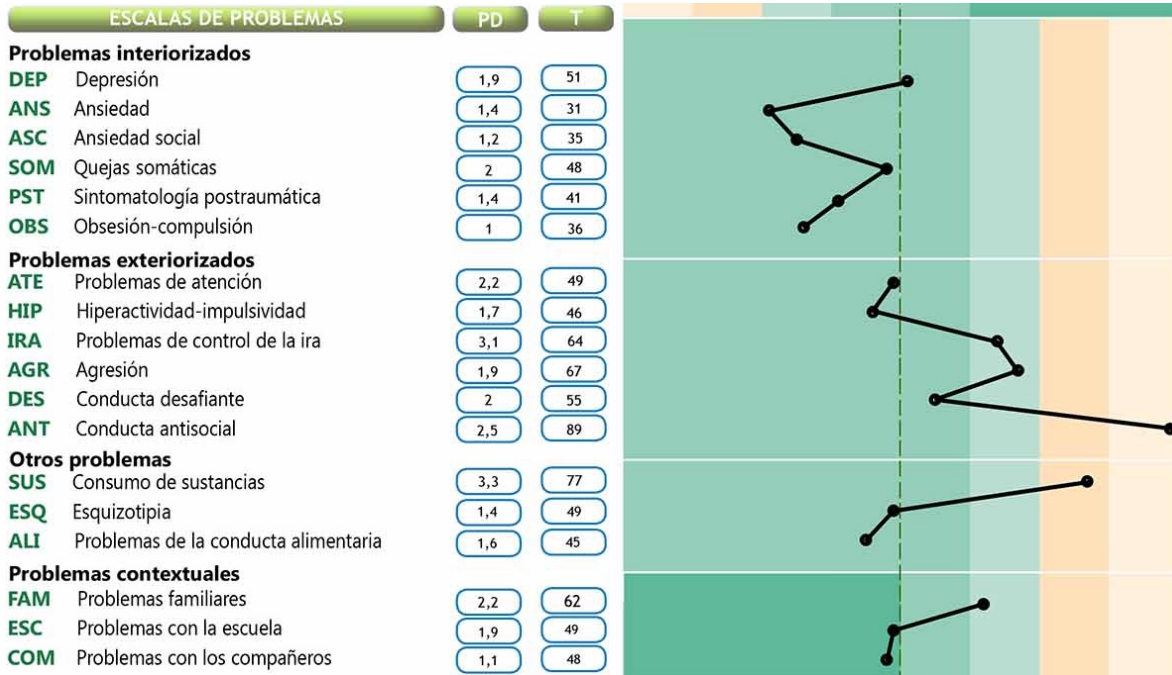 ESCALAS DE PROBLEMAS PD T
Problemas interiorizados
DEP Depresión 1,9 51
ANS Ansiedad 1,4 31
ASC Ansiedad social 1,2 35
SOM Quejas somáticas 2 48
PST Sintomatología postraumática 1,4 41
OBS Obsesión-compulsión 1 36
Problemas exteriorizados
ATE Problemas de atención 2,2 49
HIP Hiperactividad-impulsividad 1,7 46
IRA Problemas de control de la ira 3,1 64
AGR Agresión 1,9 67
DES Conducta desafiante 2 55
ANT Conducta antisocial 2,5 89
Otros problemas
SUS Consumo de sustancias 3,3 77
ESQ Esquizotipia 1,4 49
ALI Problemas de la conducta alimentaria 1,6 45
Problemas contextuales
FAM Problemas familiares 2,2 62
ESC Problemas con la escuela 1,9 49
COM Problemas con los compañeros 1,1 48